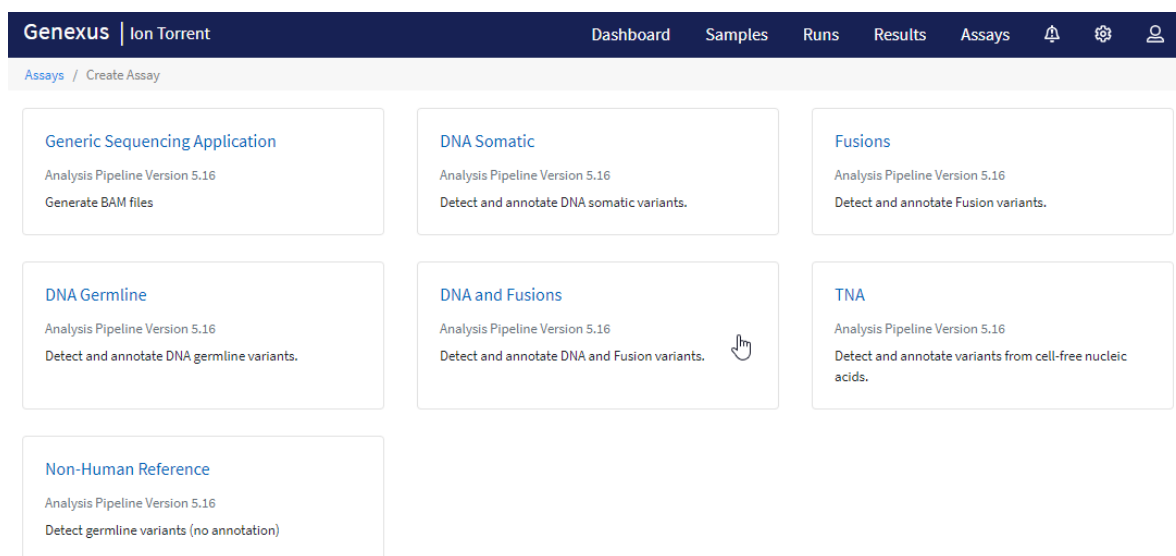 Genexus | Ion Torrent Dashboard Samples Runs Results Assays
Assays / Create Assay
Generic Sequencing Application
Analysis Pipeline Version 5.16
Generate BAM files
DNA Somatic
Analysis Pipeline Version 5.16
Detect and annotate DNA somatic variants.
Fusions
Analysis Pipeline Version 5.16
Detect and annotate Fusion variants.
DNA Germline
Analysis Pipeline Version 5.16
Detect and annotate DNA germline variants.
DNA and Fusions
Analysis Pipeline Version 5.16
Detect and annotate DNA and Fusion variants.
TNA
Analysis Pipeline Version 5.16
Detect and annotate variants from cell-free nucleic
acids.
Non-Human Reference
Analysis Pipeline Version 5.16
Detect germline variants (no annotation)